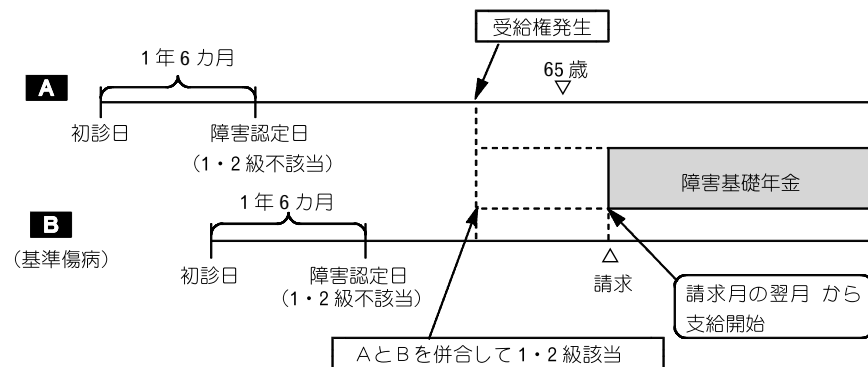 受給権発生
1年6カ月
65歳
▽
A
初診日
障害認定日
(1・2級不該当)
障害基礎年金
1年6カ月
B
(基準傷病)
初診日
障害認定日
(1・2級不該当)
△
請求
請求月の翌月 から
支給開始
AとBを併合して1・2級該当